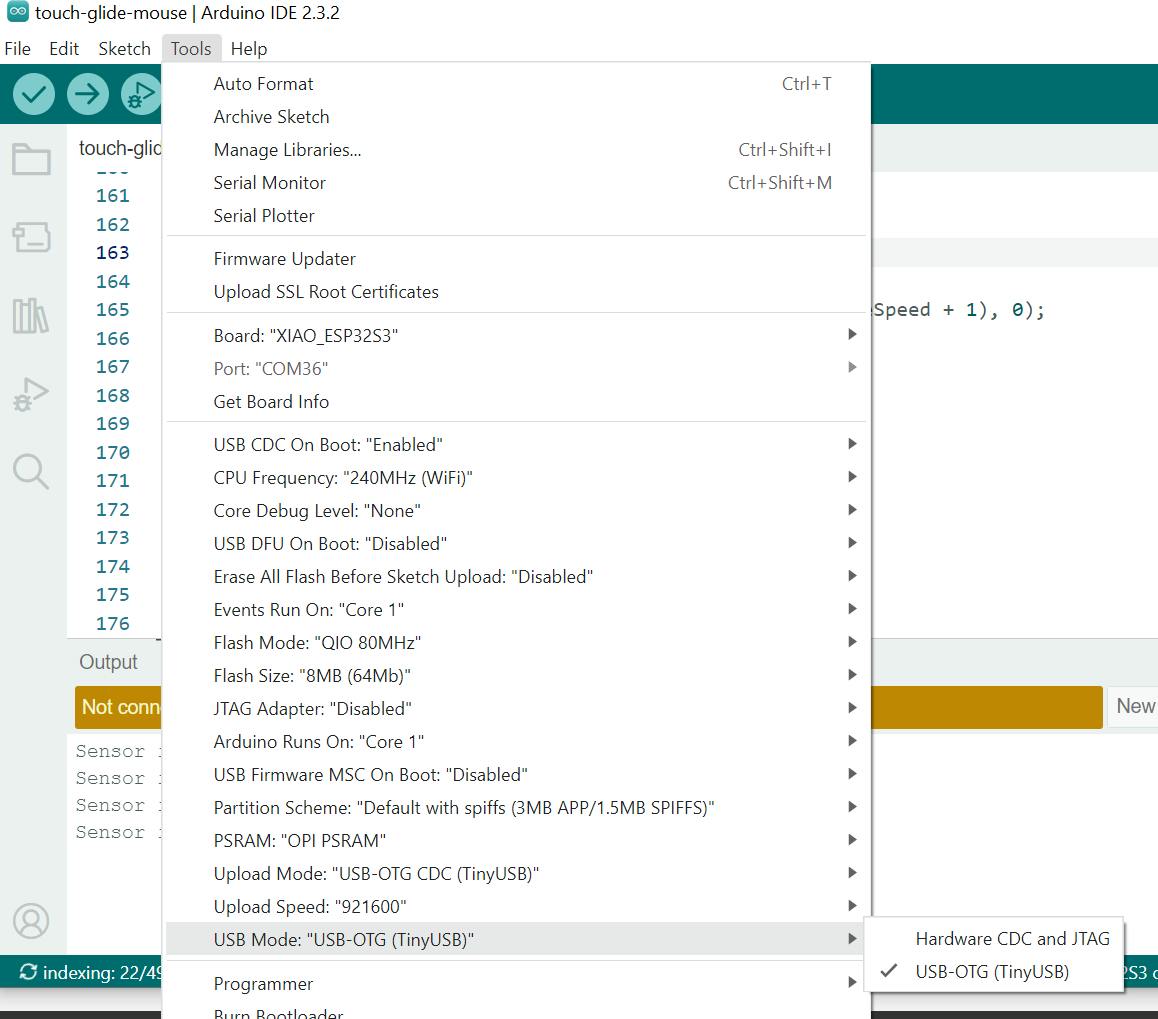 touch-glide-mouse | Arduino IDE 2.3.2
File Edit Sketch Tools Help
Auto Format Ctrl+T
Archive Sketch
touch-glid
Manage Libraries... Ctrl+Shift+I
Serial Monitor Ctrl+Shift+M
161
162
163
164
165
166
167
168
169
170
171
172
173
174
175
176
Serial Plotter
Firmware Updater
Upload SSL Root Certificates
Speed + 1), 0);
Board: "XIAO_ESP32S3"
Port: "COM36"
Get Board Info
USB CDC On Boot: "Enabled"
CPU Frequency: "240MHz (WiFi)"
Core Debug Level: "None"
USB DFU On Boot: "Disabled"
Erase All Flash Before Sketch Upload: "Disabled"
Events Run On: "Core 1"
Flash Mode: "QIO 80MHz"
Flash Size: "8MB (64Mb)"
JTAG Adapter: "Disabled"
Arduino Runs On: "Core 1"
USB Firmware MSC On Boot: "Disabled"
Partition Scheme: "Default with spiffs (3MB APP/1.5MB SPIFFS)"
PSRAM: "OPI PSRAM"
Upload Mode: "USB-OTG CDC (TinyUSB)"
Upload Speed: "921600"
USB Mode: "USB-OTG (TinyUSB)"
Programmer
Burn Bootloader
Hardware CDC and JTAG
USB-OTG (TinyUSB)
Output
Not conn
New
Sensor
Sensor
Sensor
Sensor
indexing: 22/49
2S3